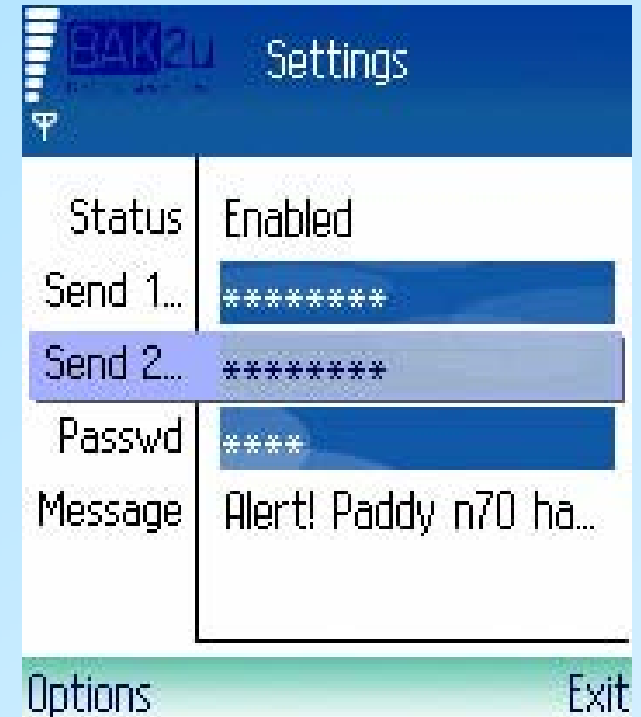 BAK2u Settings
Status Enabled
Send 1... ********
Send 2... ********
Passwd ****
Message Alert! Paddy n70 ha...
Options Exit